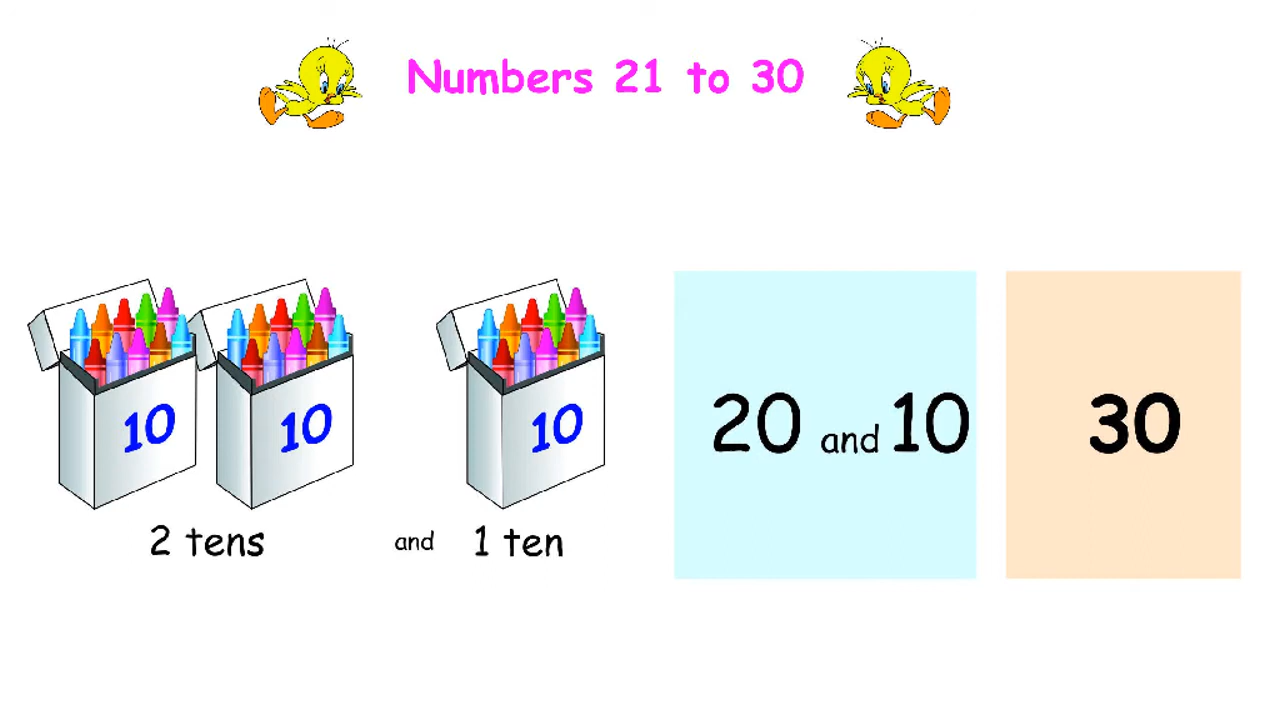 Numbers 21 to 30
10 10 10
20 and 10
30
2 tens and 1 ten